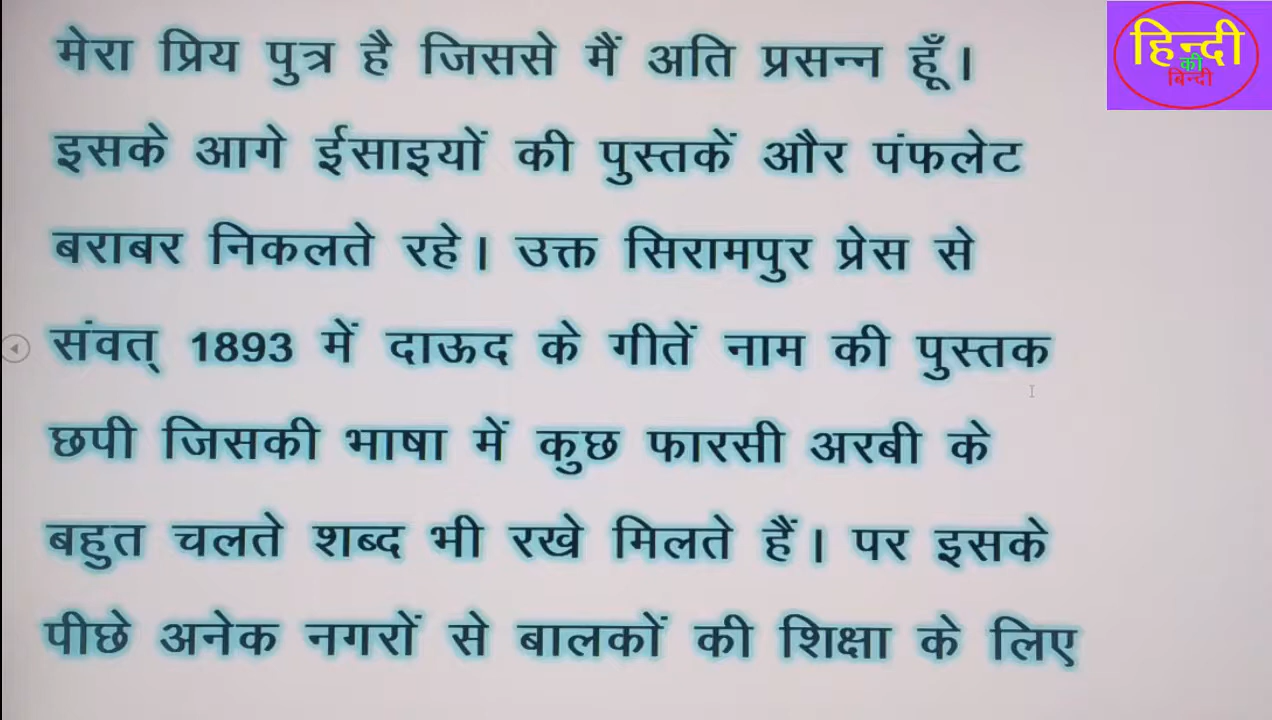 मेरा प्रिय पुत्र है जिससे मैं अति प्रसन्न हूँ।
हिन्दी
की
बिन्दी
इसके आगे ईसाइयों की पुस्तकें और पंफलेट
बराबर निकलते रहे। उक्त सिरामपुर प्रेस से
संवत् 1893 में दाऊद के गीतें नाम की पुस्तक
छपी जिसकी भाषा में कुछ फारसी अरबी के
बहुत चलते शब्द भी रखे मिलते हैं। पर इसके
पीछे अनेक नगरों से बालकों की शिक्षा के लिए